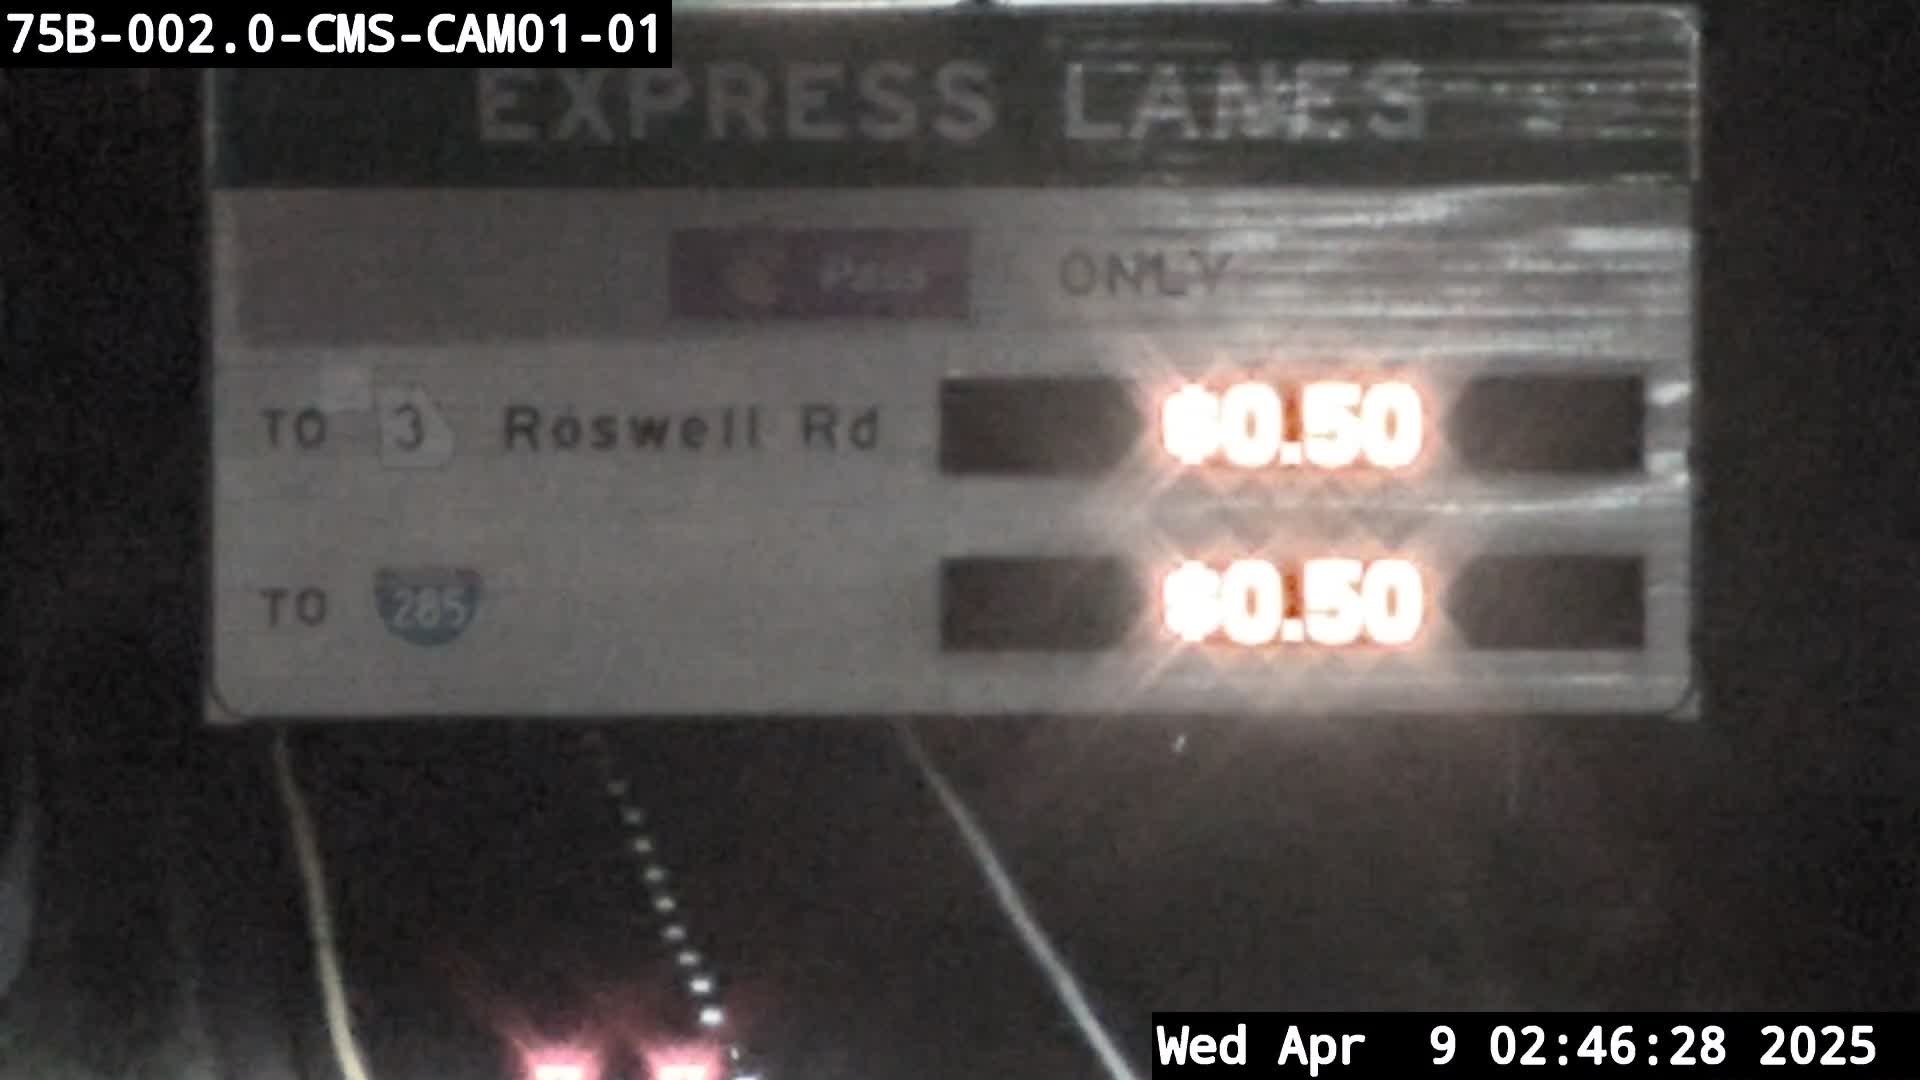 75B-002.0-CMS-CAM01-01
EXPRESS LANES
Pass ONLY
TO 3 Roswell Rd $0.50
TO 285 $0.50
Wed Apr 9 02:46:28 2025